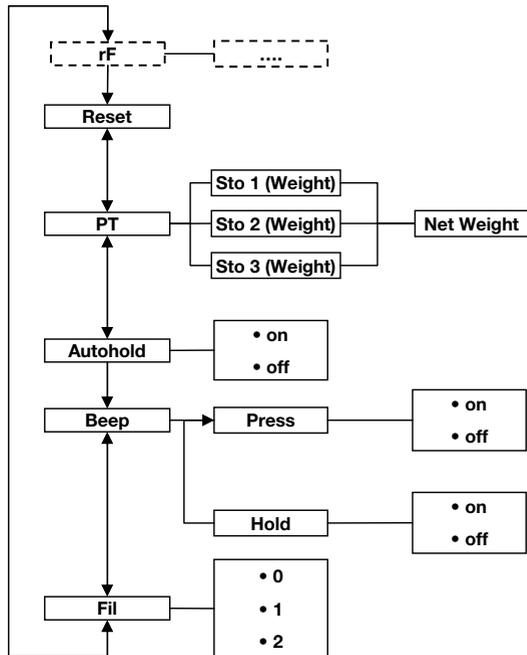 rF
....
Reset
Sto 1 (Weight)
PT
Sto 2 (Weight)
Net Weight
Sto 3 (Weight)
• on
Autohold
• off
Beep
Press
• on
• off
Hold
• on
• off
• 0
Fil
• 1
• 2